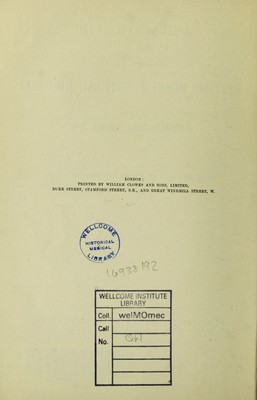 LONDON:
PRINTED BY WILLIAM CLOWES AND SONS, LIMITED,
DUKE STREET, STAMFORD STREET, S.E., AND GREAT WINDMILL STREET, W.
WELLCOME
HISTORICAL
MEDICAL
LIBRARY
16938192
WELLCOME INSTITUTE
LIBRARY
Coll. welMOmec
Call
No.